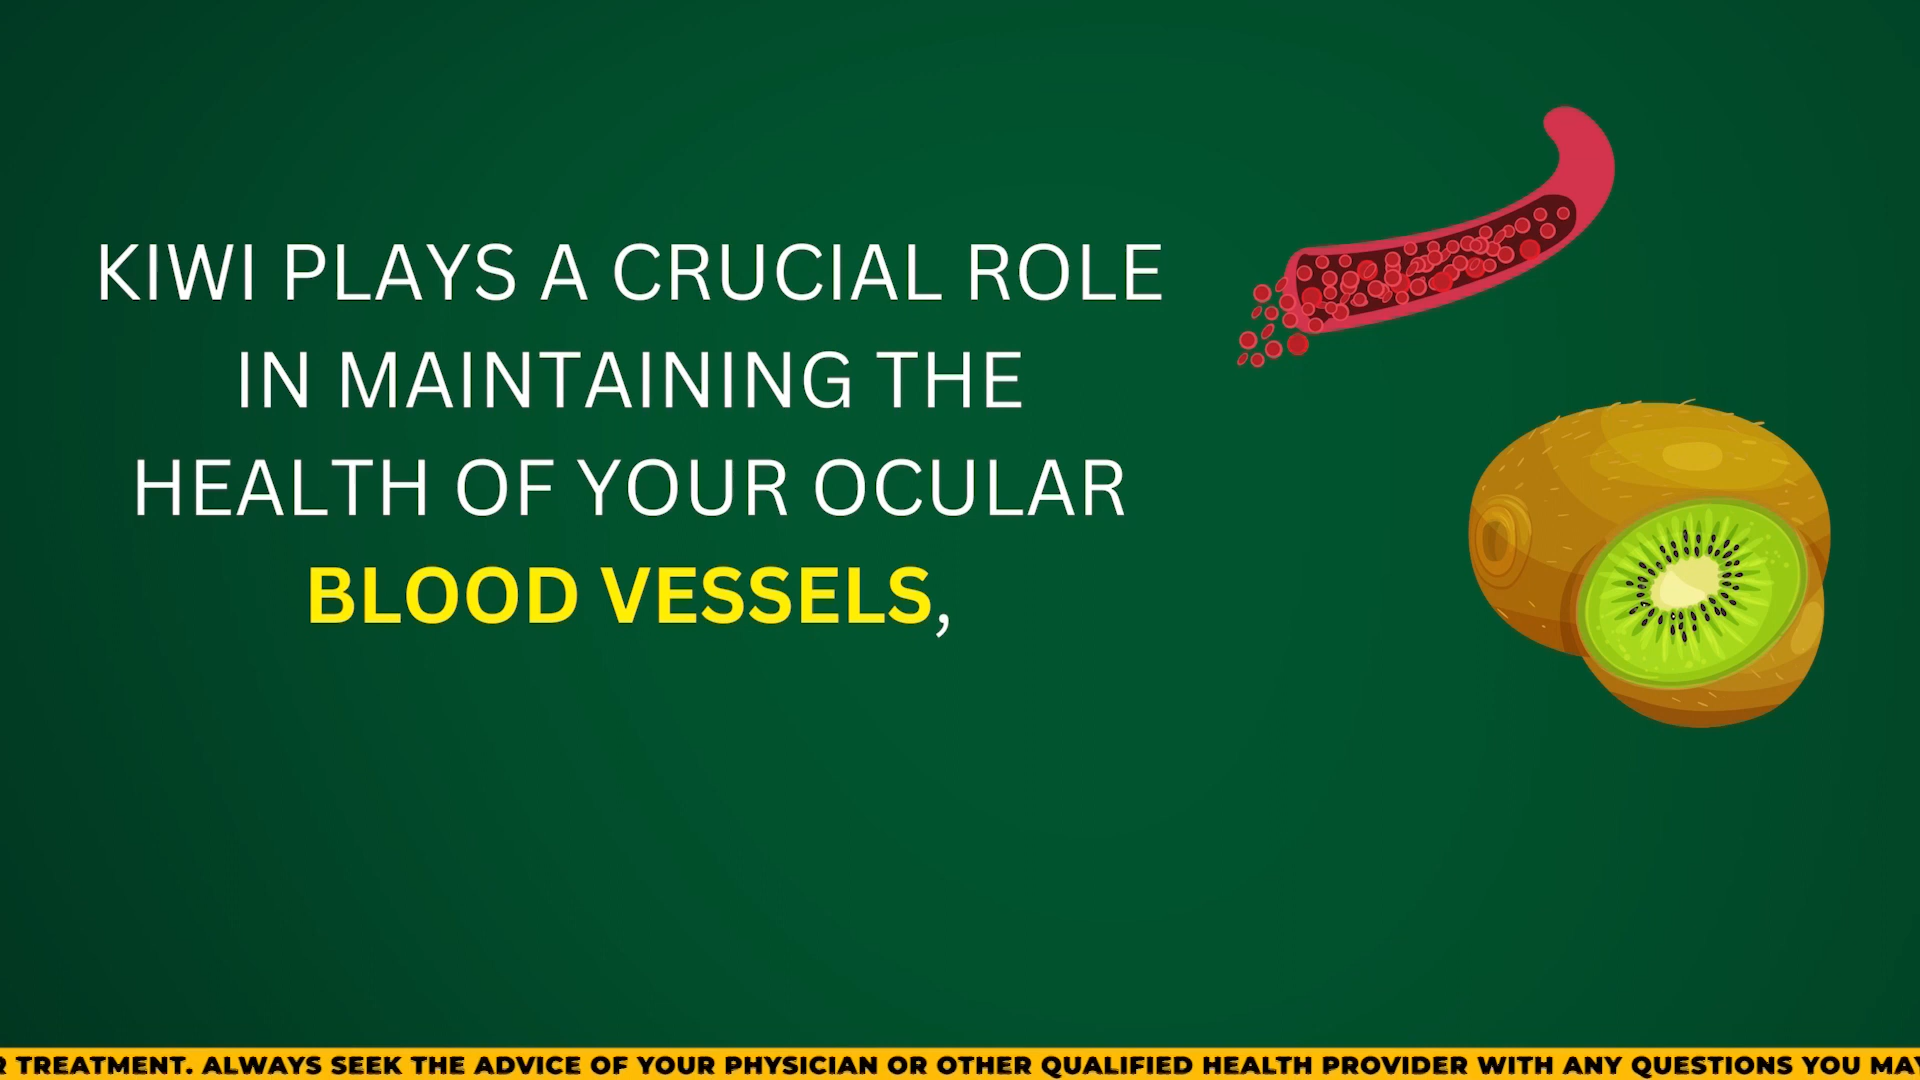 KIWI PLAYS A CRUCIAL ROLE
IN MAINTAINING THE
HEALTH OF YOUR OCULAR
BLOOD VESSELS,
TREATMENT. ALWAYS SEEK THE ADVICE OF YOUR PHYSICIAN OR OTHER QUALIFIED HEALTH PROVIDER WITH ANY QUESTIONS YOU MAY